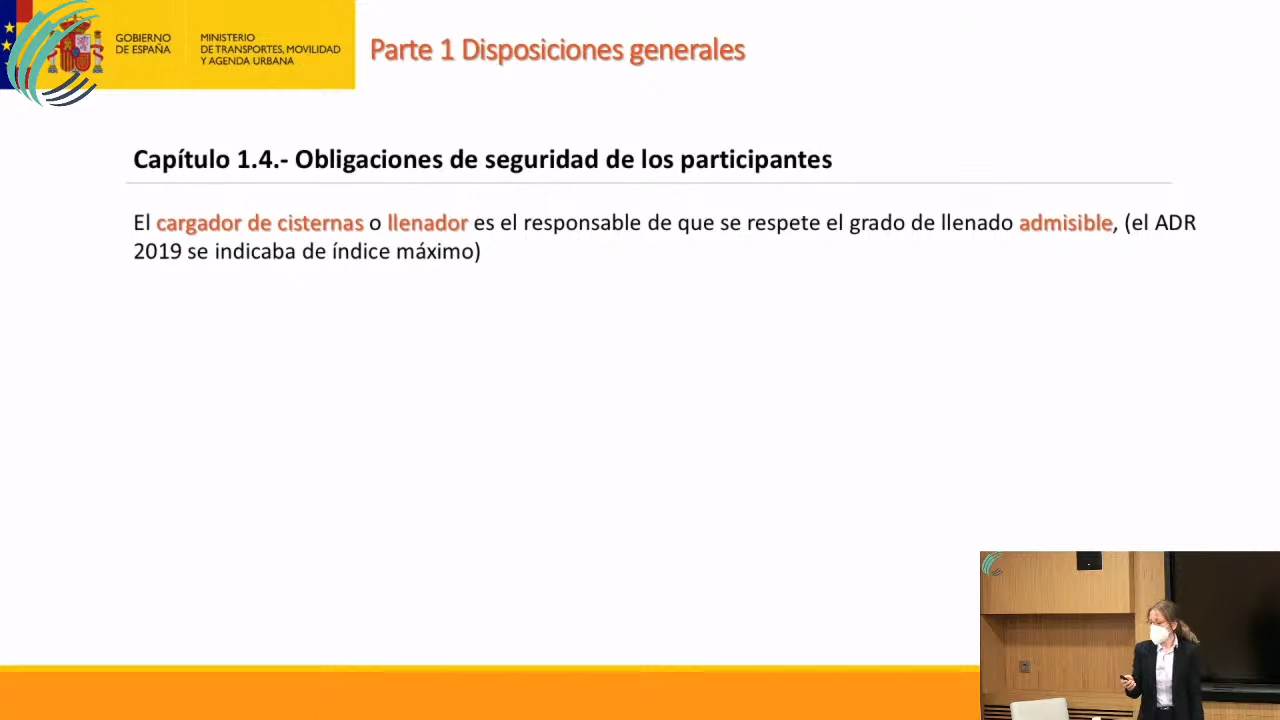 GOBIERNO
DE ESPAÑA
MINISTERIO
DE TRANSPORTES, MOVILIDAD
Y AGENDA URBANA
Parte 1 Disposiciones generales
Capítulo 1.4.- Obligaciones de seguridad de los participantes
El cargador de cisternas o llenador es el responsable de que se respete el grado de llenado admisible, (el ADR
2019 se indicaba de índice máximo)